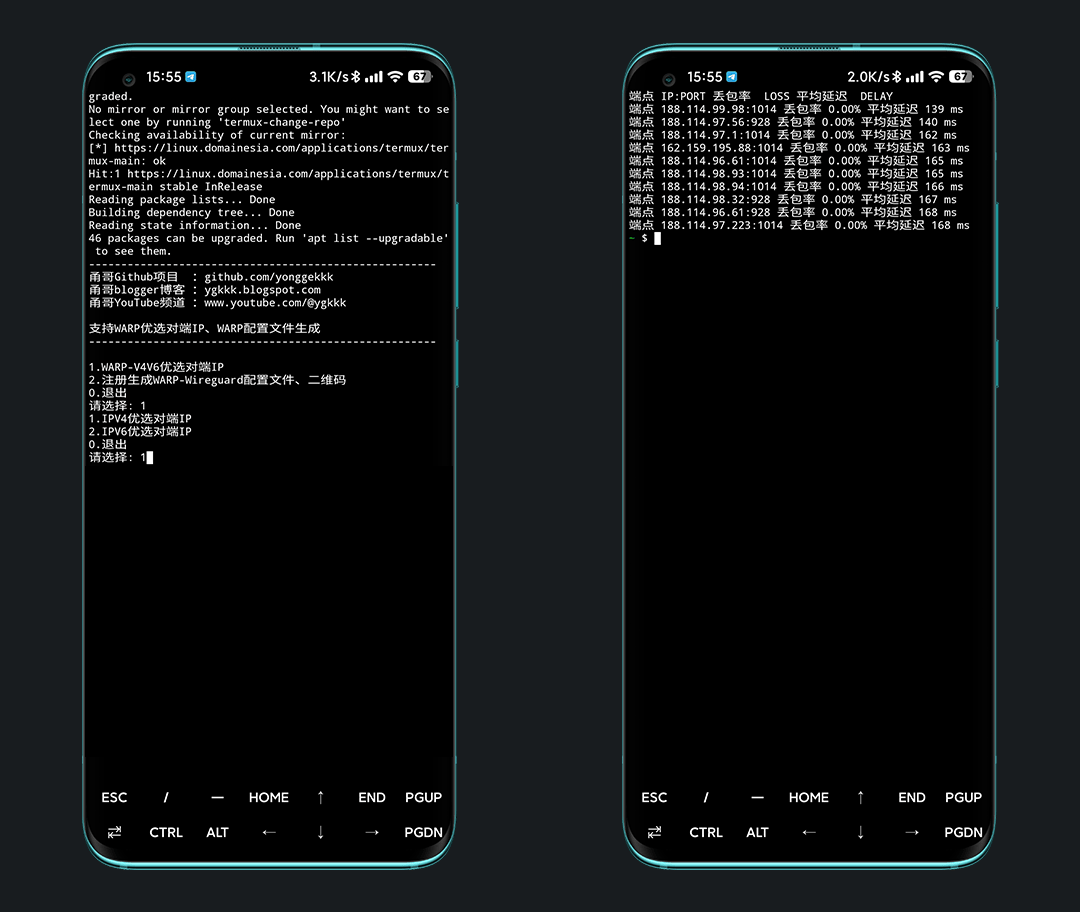 15:55 3.1K/s 67
graded.
No mirror or mirror group selected. You might want to se
lect one by running 'termux-change-repo'
Checking availability of current mirror:
[*] https://linux.domainesia.com/applications/termux/ter
mux-main: ok
Hit:1 https://linux.domainesia.com/applications/termux/t
ermux-main stable InRelease
Reading package lists... Done
Building dependency tree... Done
Reading state information... Done
46 packages can be upgraded. Run 'apt list --upgradable'
to see them.
------------------------------------------------------
甬哥Github项目 : github.com/yonggekkk
甬哥blogger博客 : ygkkk.blogspot.com
甬哥YouTube频道 : www.youtube.com/@ygkkk
支持WARP优选对端IP、WARP配置文件生成
------------------------------------------------------
1.WARP-V4V6优选对端IP
2.注册生成WARP-Wireguard配置文件、二维码
0.退出
请选择: 1
1.IPV4优选对端IP
2.IPV6优选对端IP
0.退出
请选择: 1
ESC / — HOME ↑ END PGUP
⇄ CTRL ALT ← ↓ → PGDN
15:55 2.0K/s 67
端点 IP:PORT 丢包率 LOSS 平均延迟 DELAY
端点 188.114.99.98:1014 丢包率 0.00% 平均延迟 139 ms
端点 188.114.97.56:928 丢包率 0.00% 平均延迟 140 ms
端点 188.114.97.1:1014 丢包率 0.00% 平均延迟 162 ms
端点 162.159.195.88:1014 丢包率 0.00% 平均延迟 163 ms
端点 188.114.96.61:1014 丢包率 0.00% 平均延迟 165 ms
端点 188.114.98.93:1014 丢包率 0.00% 平均延迟 165 ms
端点 188.114.98.94:1014 丢包率 0.00% 平均延迟 166 ms
端点 188.114.98.32:928 丢包率 0.00% 平均延迟 167 ms
端点 188.114.96.61:928 丢包率 0.00% 平均延迟 168 ms
端点 188.114.97.223:1014 丢包率 0.00% 平均延迟 168 ms
~ $
ESC / — HOME ↑ END PGUP
⇄ CTRL ALT ← ↓ → PGDN